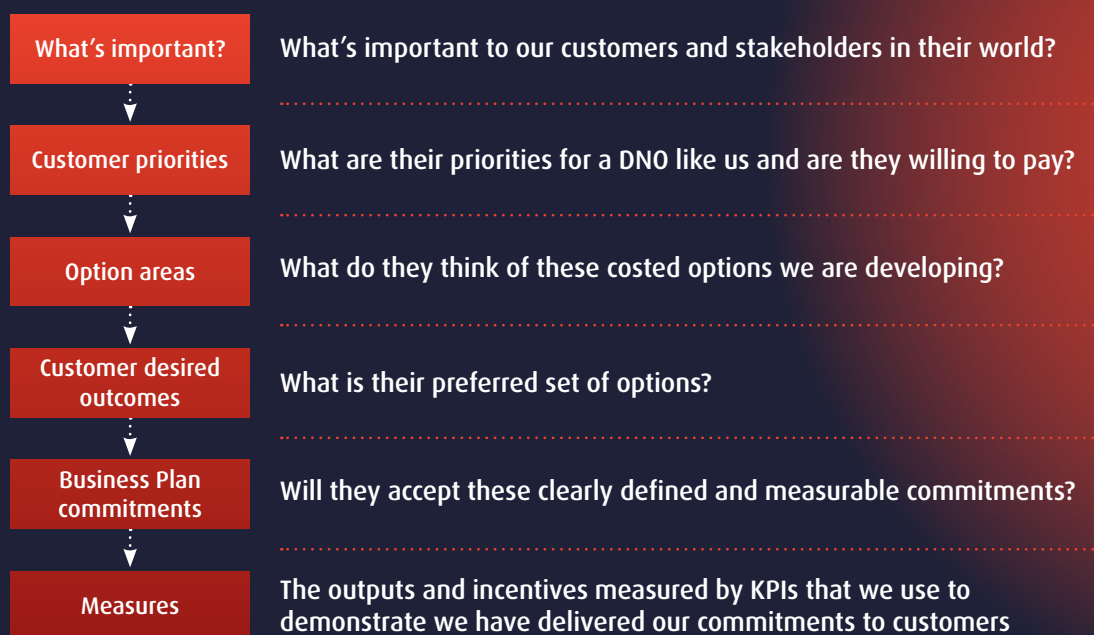 What’s important?
What’s important to our customers and stakeholders in their world?
Customer priorities
What are their priorities for a DNO like us and are they willing to pay?
Option areas
What do they think of these costed options we are developing?
Customer desired
outcomes
What is their preferred set of options?
Business Plan
commitments
Will they accept these clearly defined and measurable commitments?
Measures
The outputs and incentives measured by KPIs that we use to
demonstrate we have delivered our commitments to customers